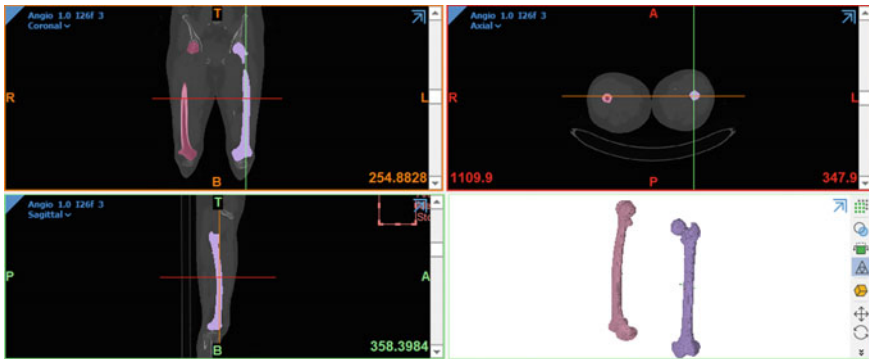 Angio 1.0 I26f 3
Coronal
T
R
L
B
254.8828
Angio 1.0 I26f 3
Axial
A
R
L
1109.9
P
347.9
Angio 1.0 I26f 3
Sagittal
T
P
A
B
358.3984